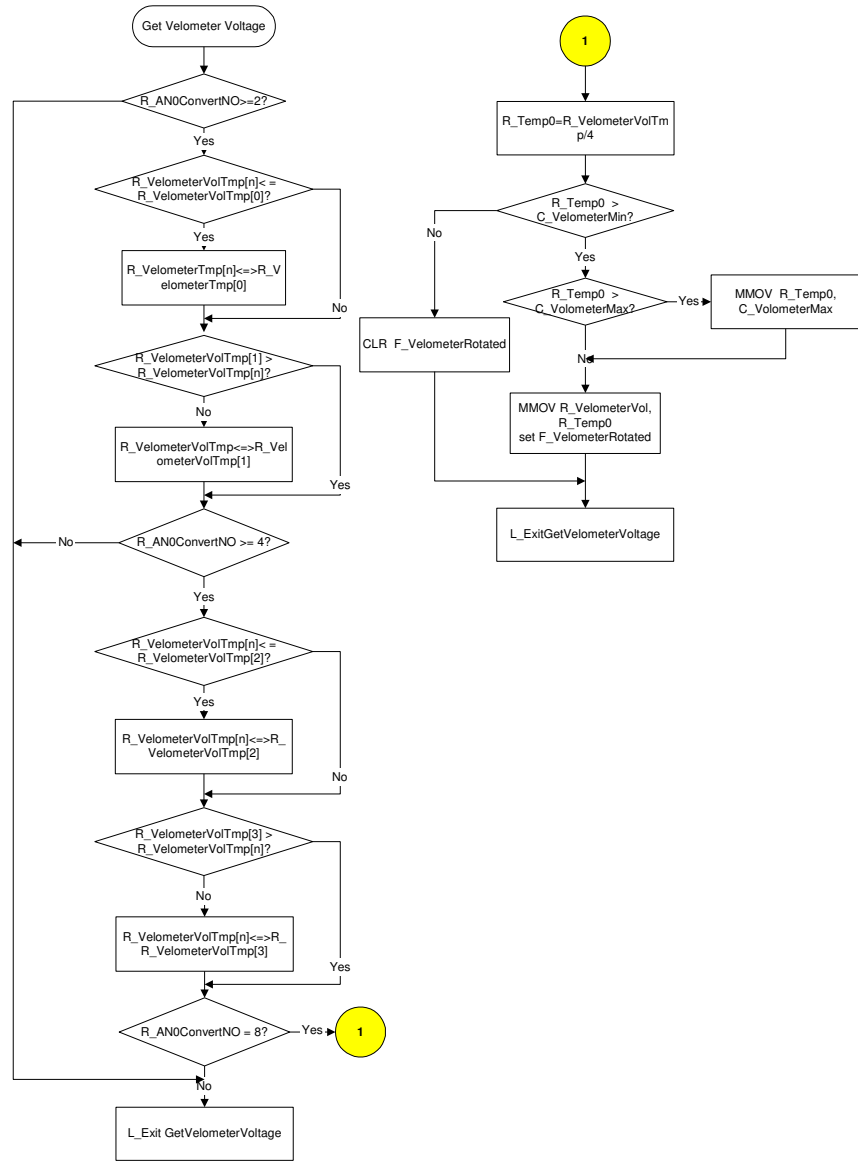 Get Velometer Voltage
R_AN0ConvertNO>=2?
Yes
R_VelometerVolTmp[n]< =
R_VelometerVolTmp[0]?
Yes
R_VelometerTmp[n]<=>R_V
elometerTmp[0]
No
R_VelometerVolTmp[1] >
R_VelometerVolTmp[n]?
No
R_VelometerVolTmp<=>R_Vel
ometerVolTmp[1]
Yes
R_AN0ConvertNO >= 4?
No
Yes
R_VelometerVolTmp[n]< =
R_VelometerVolTmp[2]?
Yes
R_VelometerVolTmp[n]<=>R_
VelometerVolTmp[2]
No
R_VelometerVolTmp[3] >
R_VelometerVolTmp[n]?
No
R_VelometerVolTmp[n]<=>R_
R_VelometerVolTmp[3]
Yes
R_AN0ConvertNO = 8?
Yes
1
No
L_Exit GetVelometerVoltage
1
R_Temp0=R_VelometerVolTm
p/4
R_Temp0 >
C_VelometerMin?
No
Yes
R_Temp0 >
C_VolometerMax?
Yes
MMOV R_Temp0,
C_VolometerMax
CLR F_VelometerRotated
No
MMOV R_VelometerVol,
R_Temp0
set F_VelometerRotated
L_ExitGetVelometerVoltage